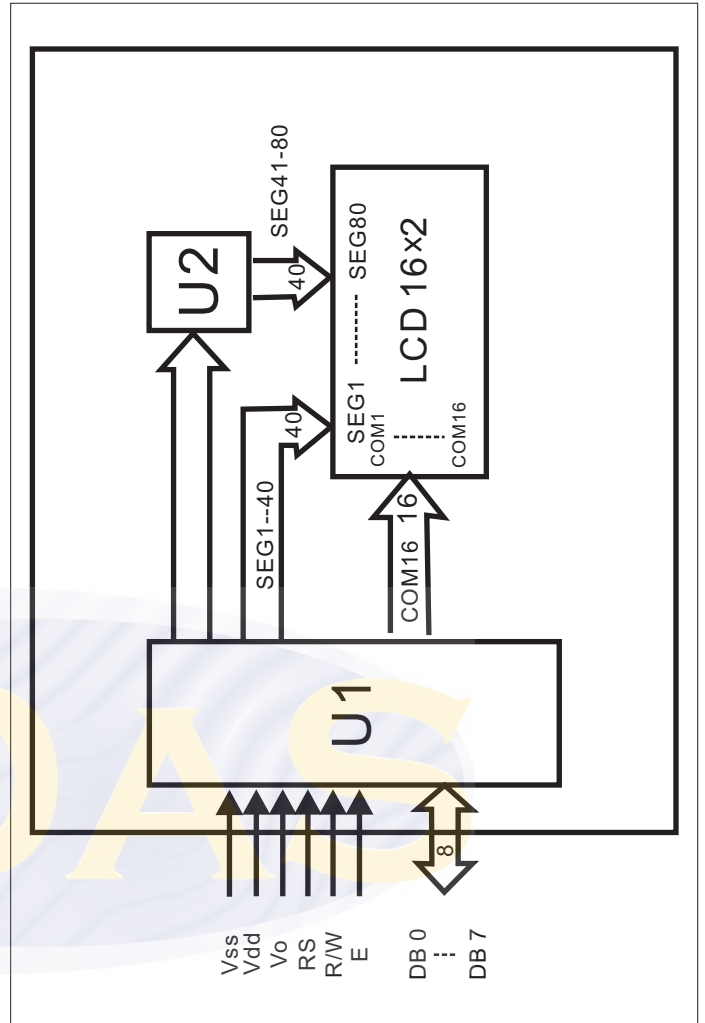 Vss
Vdd
Vo
RS
R/W
E
DB 0
----
DB 7
8
U1
SEG1--40
40
COM16 16
U2
40
SEG41-80
SEG1 ---------- SEG80
COM1
--------
COM16
LCD 16×2
DAS